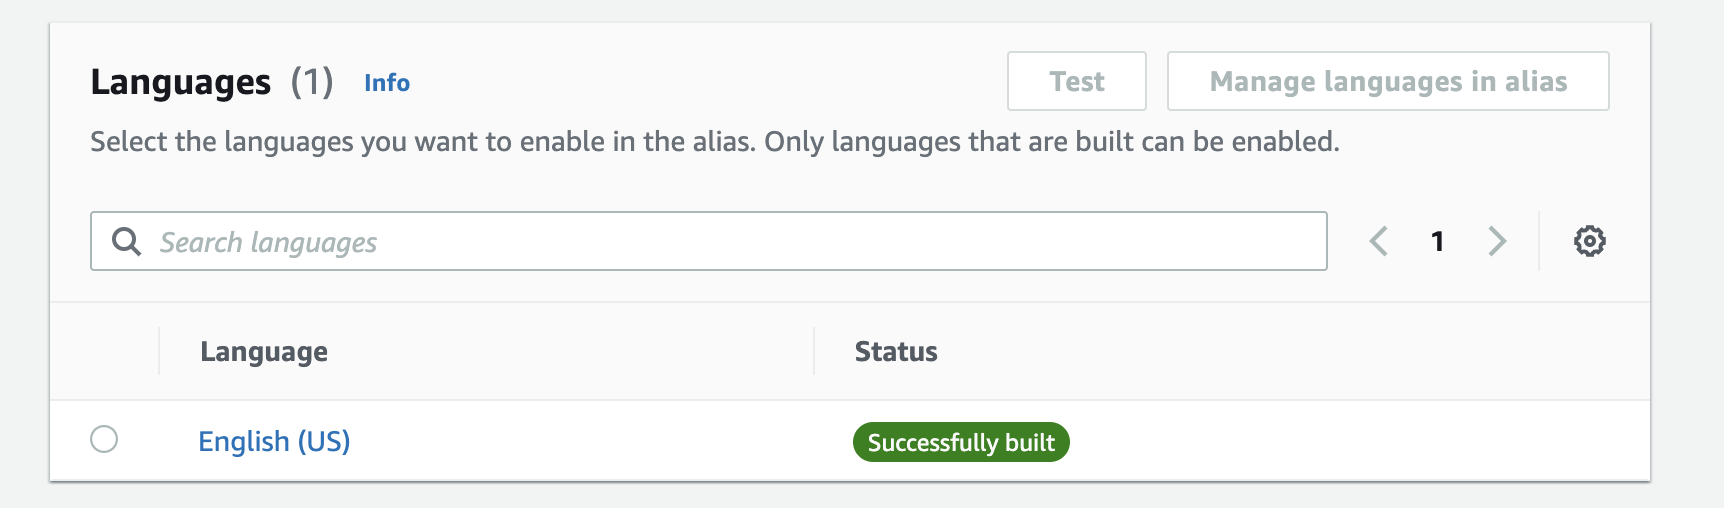 Languages (1) Info Test Manage languages in alias
Select the languages you want to enable in the alias. Only languages that are built can be enabled.
Search languages 1
Language Status
English (US) Successfully built